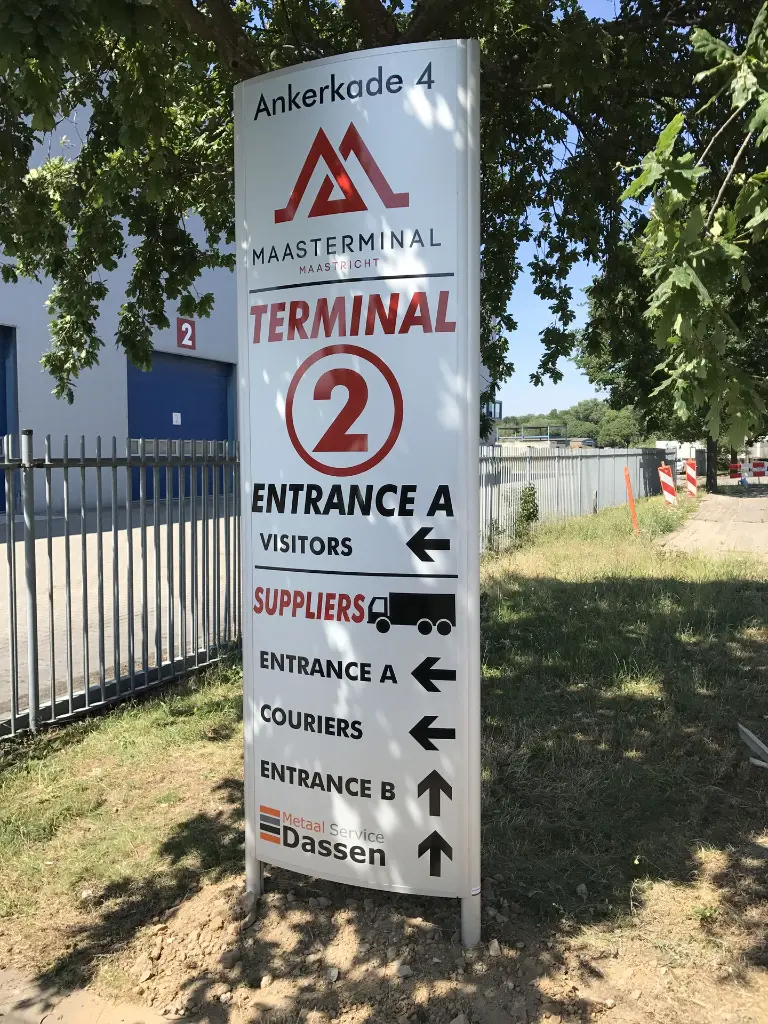 Ankerkade 4
MAASTERMINAL
MAASTRICHT
TERMINAL
2
2
ENTRANCE A
VISITORS
SUPPLIERS
ENTRANCE A
COURIERS
ENTRANCE B
Metaal Service
Dassen